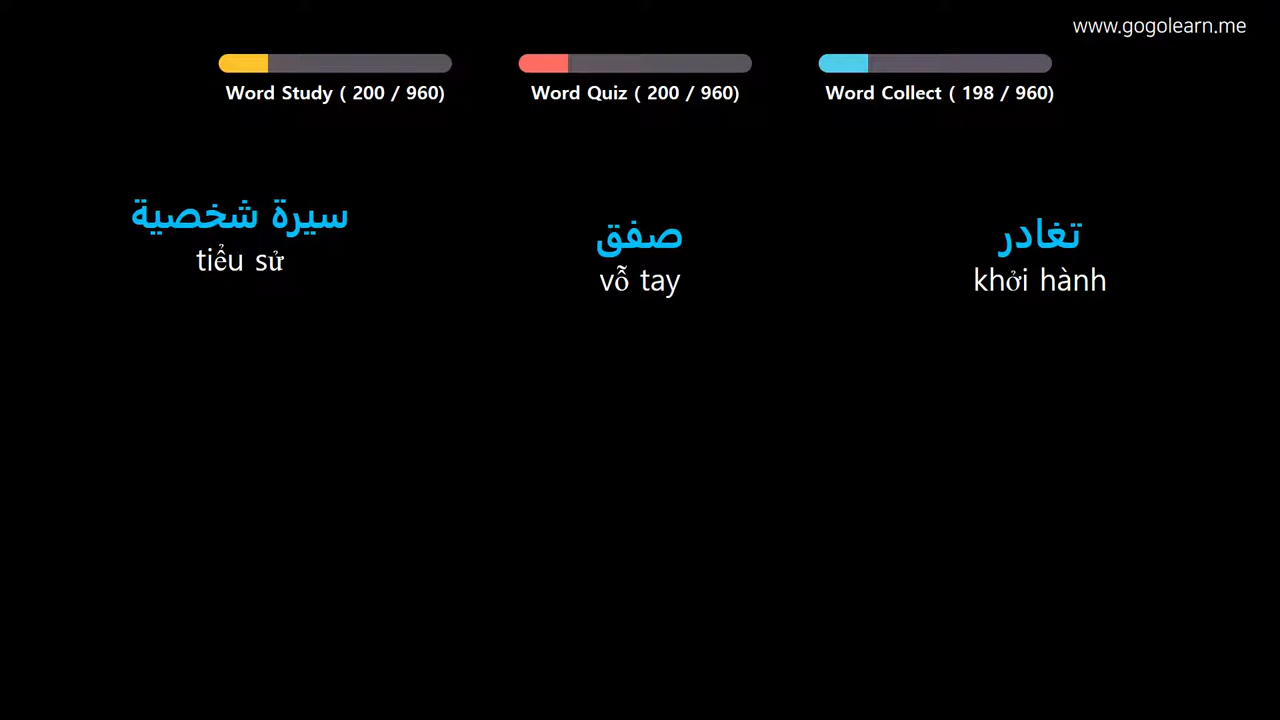 www.gogolearn.me
Word Study ( 200 / 960)
Word Quiz ( 200 / 960)
Word Collect ( 198 / 960)
سيرة شخصية
tiểu sử
صفق
vỗ tay
تغادر
khởi hành